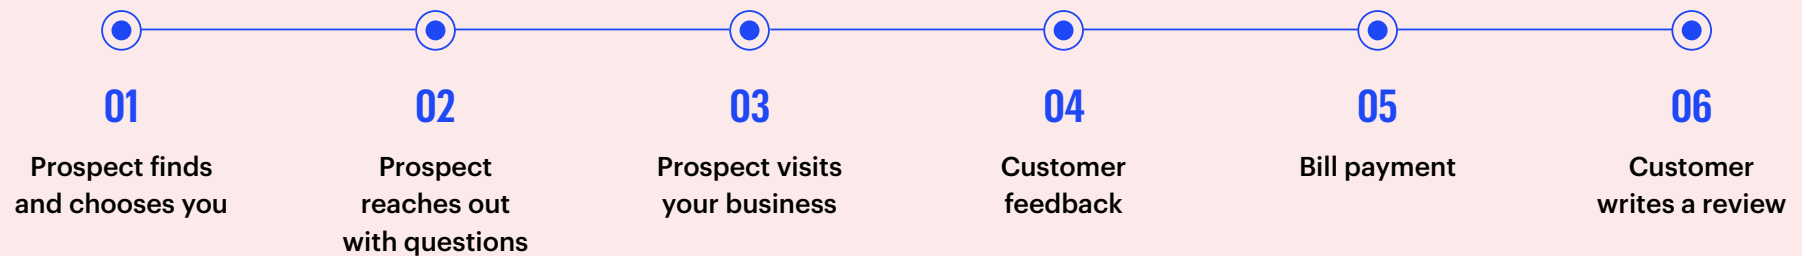 01
Prospect finds
and chooses you
02
Prospect
reaches out
with questions
03
Prospect visits
your business
04
Customer
feedback
05
Bill payment
06
Customer
writes a review